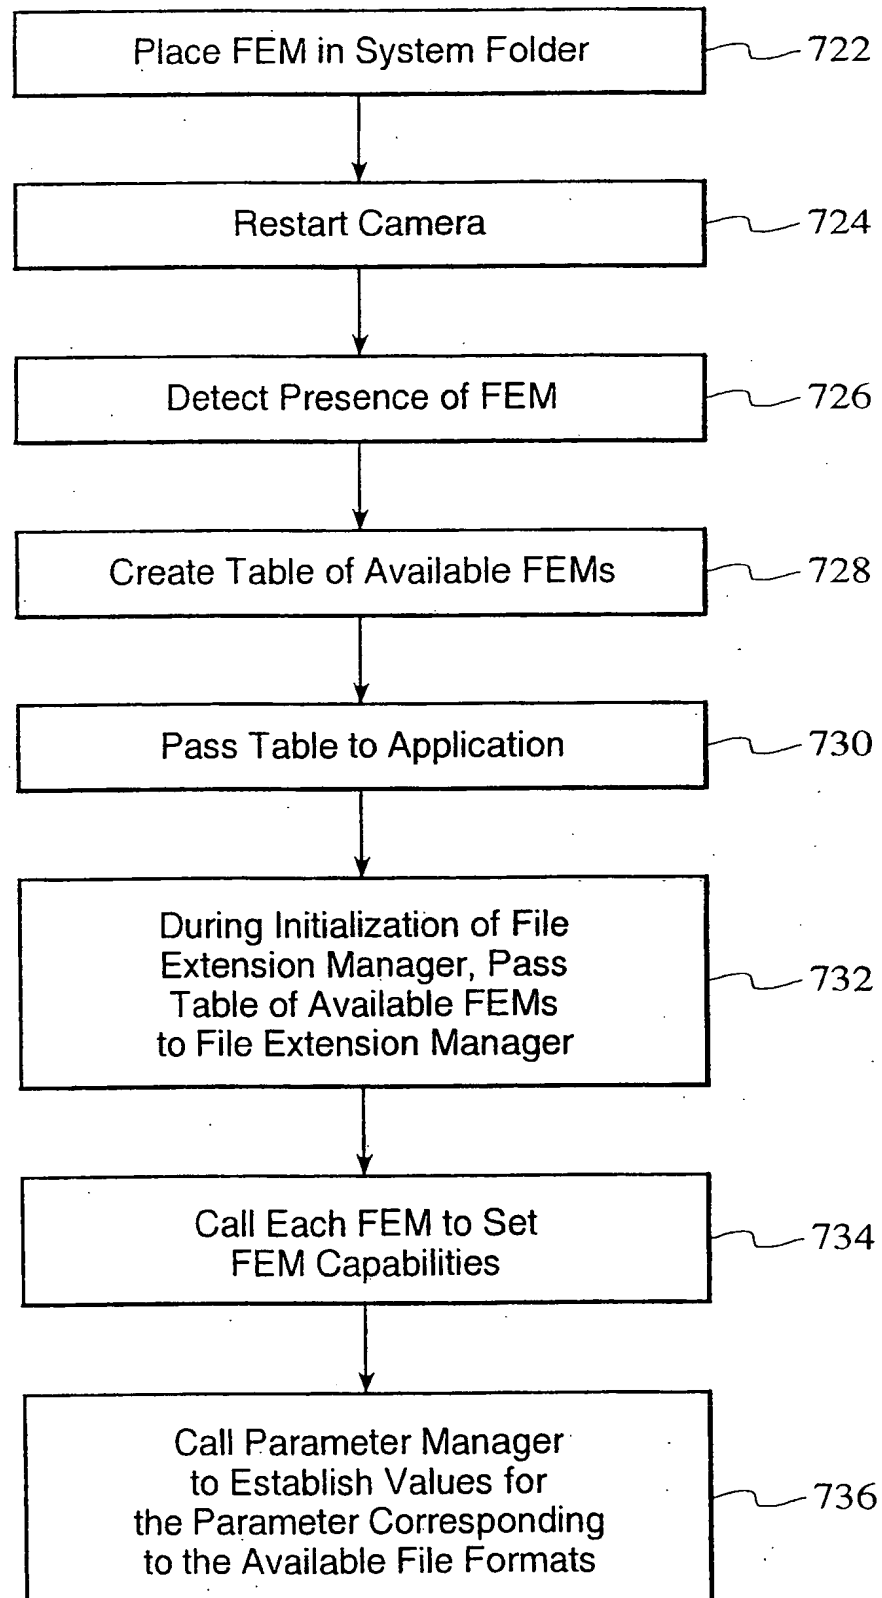 Place FEM in System Folder
722
Restart Camera
724
Detect Presence of FEM
726
Create Table of Available FEMs
728
Pass Table to Application
730
During Initialization of File
Extension Manager, Pass
Table of Available FEMs
to File Extension Manager
732
Call Each FEM to Set
FEM Capabilities
734
Call Parameter Manager
to Establish Values for
the Parameter Corresponding
to the Available File Formats
736